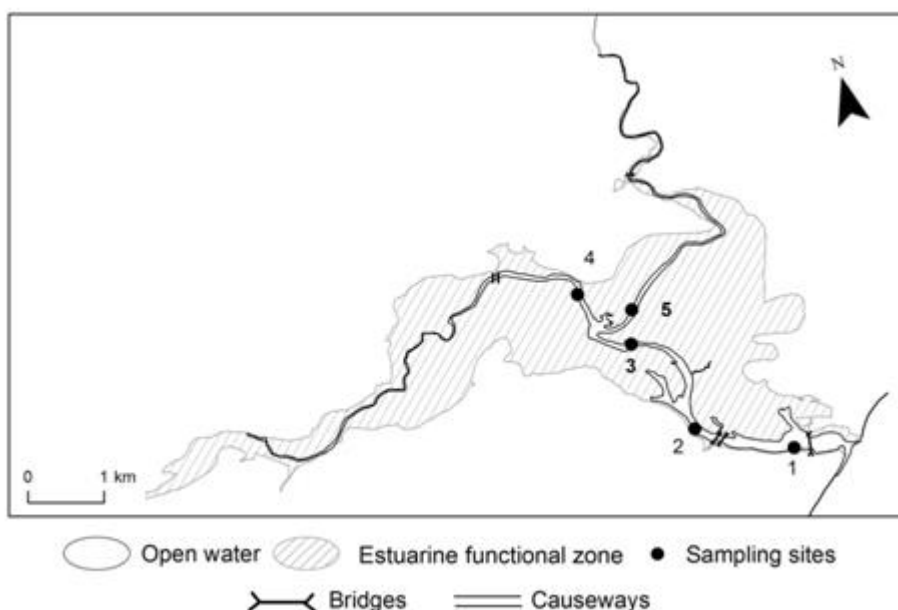 N
4
5
3
2
1
0 1 km
Open water Estuarine functional zone Sampling sites
Bridges Causeways